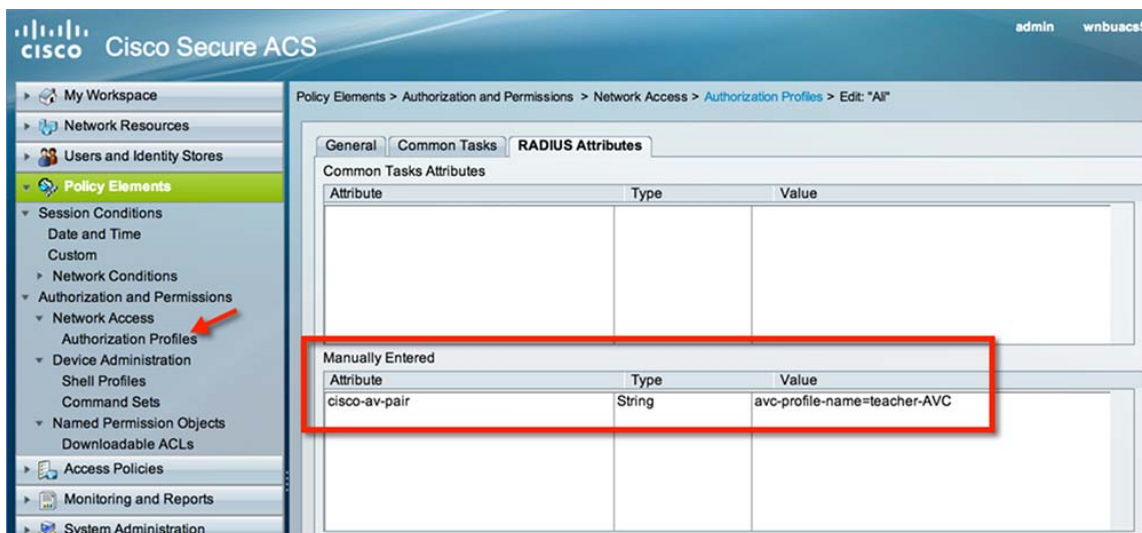 CISCO Cisco Secure ACS
admin wnbuacs
My Workspace
Network Resources
Users and Identity Stores
Policy Elements
Session Conditions
Date and Time
Custom
Network Conditions
Authorization and Permissions
Network Access
Authorization Profiles
Device Administration
Shell Profiles
Command Sets
Named Permission Objects
Downloadable ACLs
Access Policies
Monitoring and Reports
System Administration
Policy Elements > Authorization and Permissions > Network Access > Authorization Profiles > Edit: "All"
General Common Tasks RADIUS Attributes
Common Tasks Attributes
Attribute Type Value
Manually Entered
Attribute Type Value
cisco-av-pair String avc-profile-name=teacher-AVC